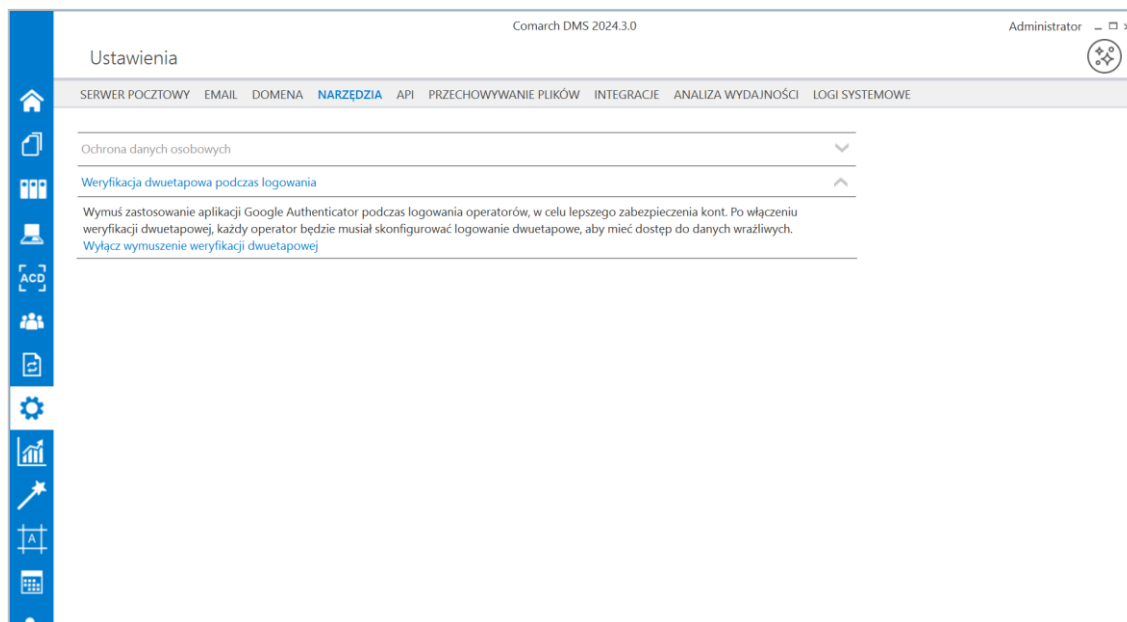 Comarch DMS 2024.3.0
Administrator
Ustawienia
SERWER POCZTOWY EMAIL DOMENA NARZĘDZIA API PRZECHOWYWANIE PLIKÓW INTEGRACJE ANALIZA WYDAJNOŚCI LOGI SYSTEMOWE
Ochrona danych osobowych
Weryfikacja dwuetapowa podczas logowania
Wymuś zastosowanie aplikacji Google Authenticator podczas logowania operatorów, w celu lepszego zabezpieczenia kont. Po włączeniu
weryfikacji dwuetapowej, każdy operator będzie musiał skonfigurować logowanie dwuetapowe, aby mieć dostęp do danych wrażliwych.
Wyłącz wymuszenie weryfikacji dwuetapowej
ACD
A